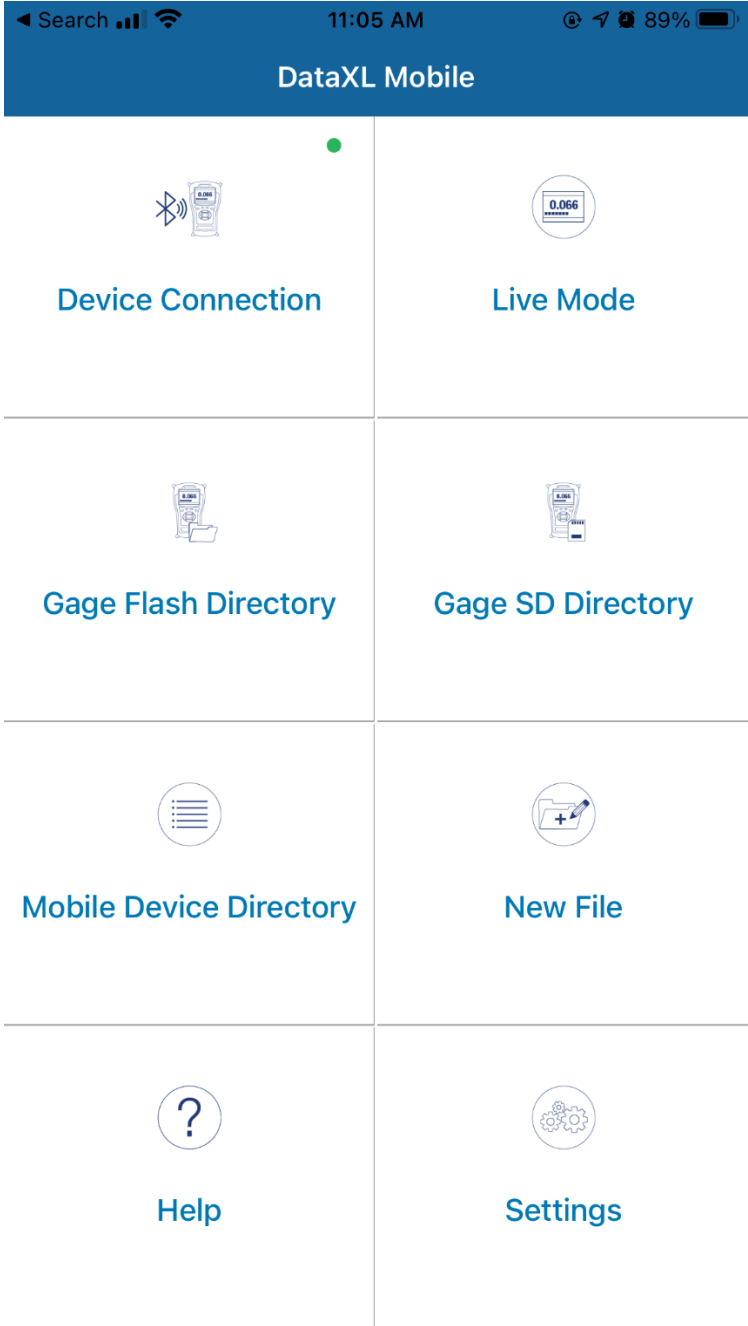 Search 11:05 AM 89%
DataXL Mobile
0.066
0.066
Device Connection
Live Mode
0.066
0.066
Gage Flash Directory
Gage SD Directory
Mobile Device Directory
New File
?
Help
Settings